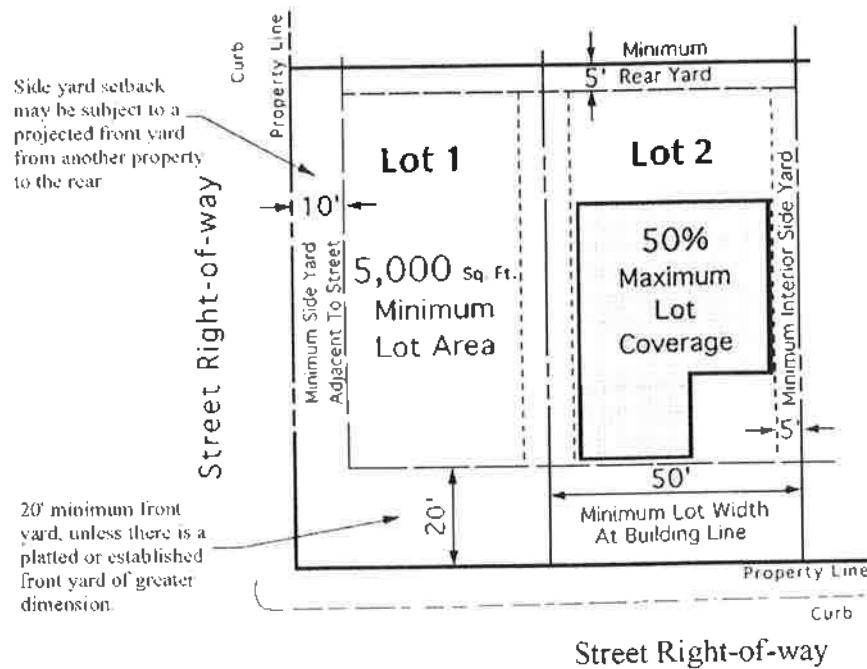 Curb
Property Line
Minimum
5' Rear Yard
Side yard setback
may be subject to a
projected front yard
from another property
to the rear
Lot 1
Lot 2
10'
Street Right-of-way
Minimum Side Yard
Adjacent To Street
5,000 Sq. Ft.
Minimum
Lot Area
50%
Maximum
Lot
Coverage
Minimum Interior Side Yard
5'
20' minimum front
yard, unless there is a
platted or established
front yard of greater
dimension.
20'
50'
Minimum Lot Width
At Building Line
Property Line
Curb
Street Right-of-way